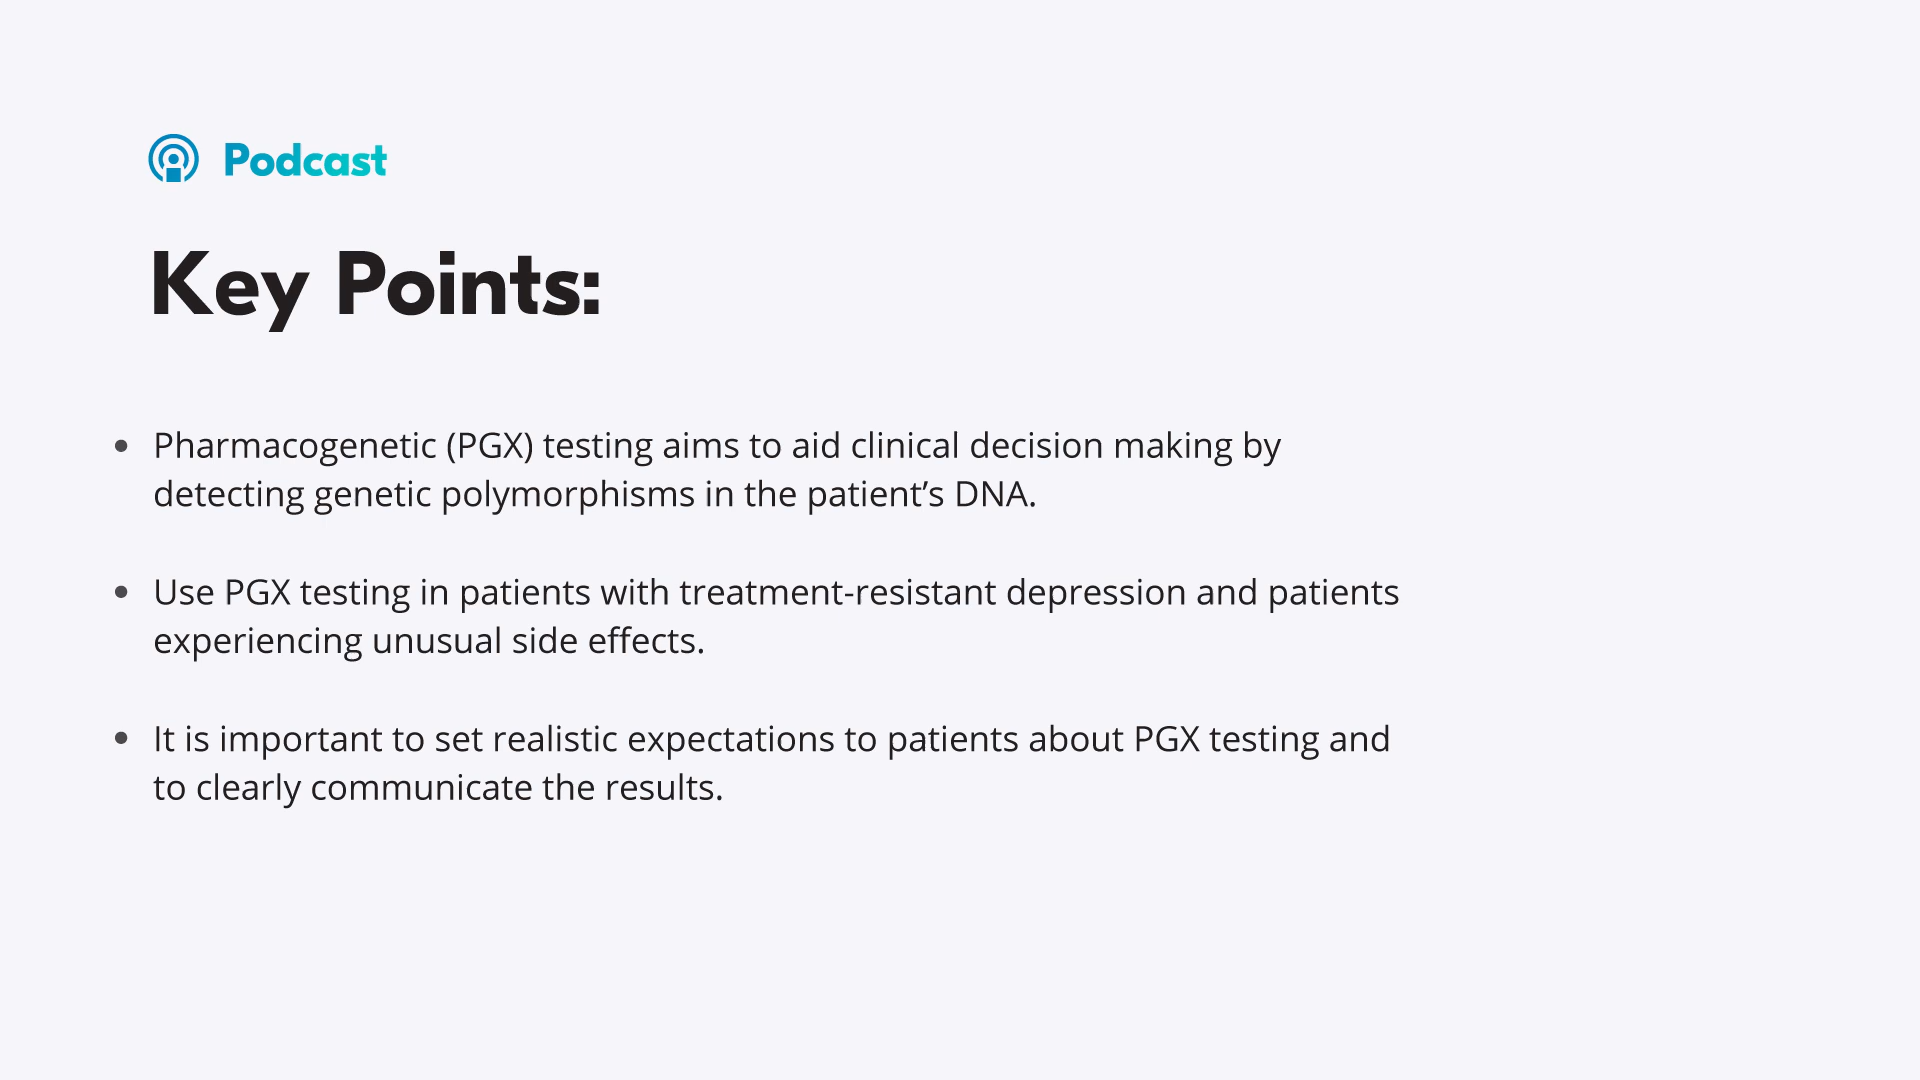 Podcast
Key Points:
• Pharmacogenetic (PGX) testing aims to aid clinical decision making by
detecting genetic polymorphisms in the patient’s DNA.
• Use PGX testing in patients with treatment-resistant depression and patients
experiencing unusual side effects.
• It is important to set realistic expectations to patients about PGX testing and
to clearly communicate the results.